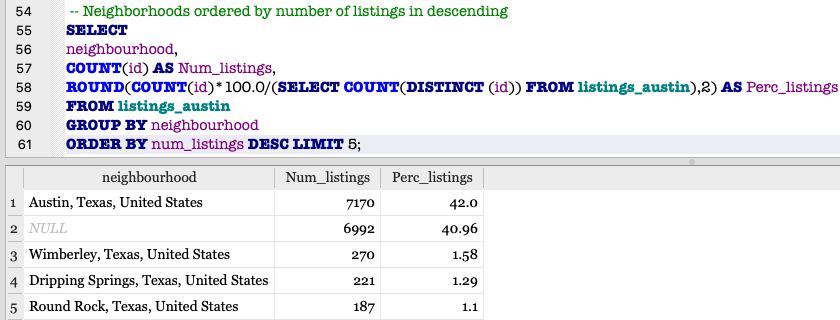 54 -- Neighborhoods ordered by number of listings in descending
55 SELECT
56 neighbourhood,
57 COUNT(id) AS Num_listings,
58 ROUND(COUNT(id)*100.0/(SELECT COUNT(DISTINCT (id)) FROM listings_austin),2) AS Perc_listings
59 FROM listings_austin
60 GROUP BY neighbourhood
61 ORDER BY num_listings DESC LIMIT 5;
neighbourhood Num_listings Perc_listings
1 Austin, Texas, United States 7170 42.0
2 NULL 6992 40.96
3 Wimberley, Texas, United States 270 1.58
4 Dripping Springs, Texas, United States 221 1.29
5 Round Rock, Texas, United States 187 1.1